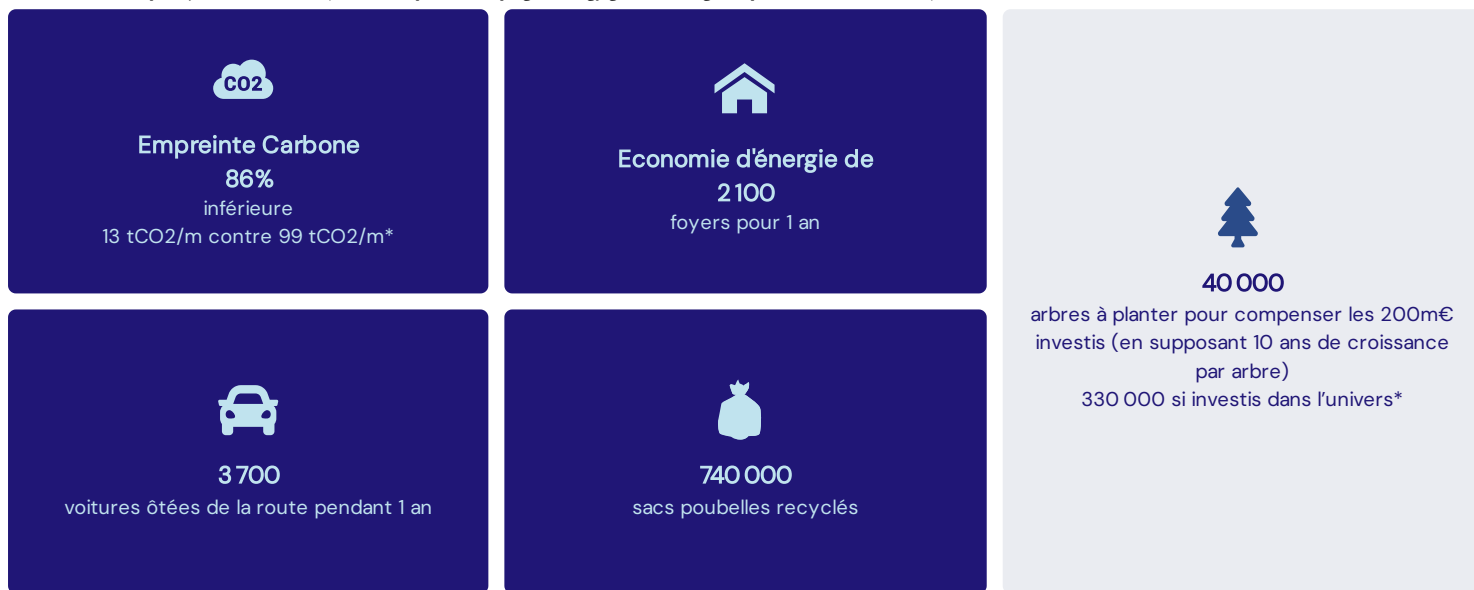 CO2
Empreinte Carbone
86%
inférieure
13 tCO2/m contre 99 tCO2/m*
Economie d'énergie de
2 100
foyers pour 1 an
3 700
voitures ôtées de la route pendant 1 an
740 000
sacs poubelles recyclés
40 000
arbres à planter pour compenser les 200m€
investis (en supposant 10 ans de croissance
par arbre)
330 000 si investis dans l’univers*